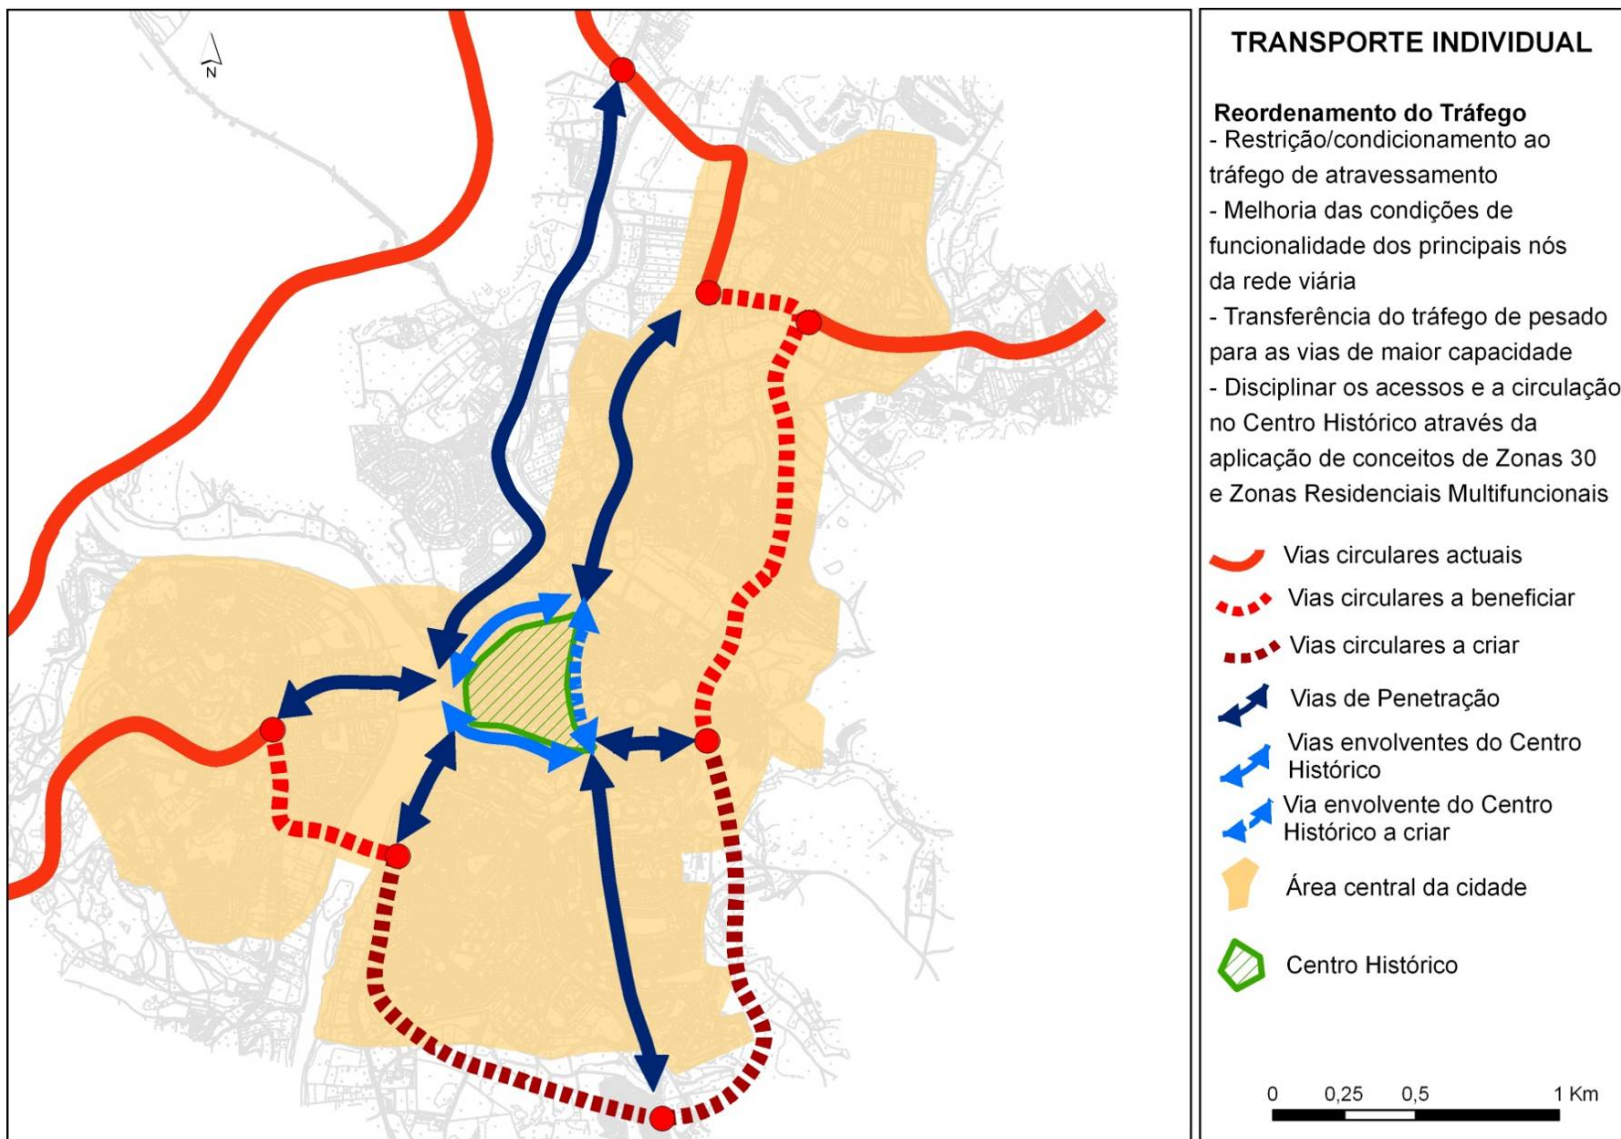 N
TRANSPORTE INDIVIDUAL
Reordenamento do Tráfego
- Restrição/condicionamento ao
tráfego de atravessamento
- Melhoria das condições de
funcionalidade dos principais nós
da rede viária
- Transferência do tráfego de pesado
para as vias de maior capacidade
- Disciplinar os acessos e a circulação
no Centro Histórico através da
aplicação de conceitos de Zonas 30
e Zonas Residenciais Multifuncionais
Vias circulares actuais
Vias circulares a beneficiar
Vias circulares a criar
Vias de Penetração
Vias envolventes do Centro
Histórico
Via envolvente do Centro
Histórico a criar
Área central da cidade
Centro Histórico
0 0,25 0,5 1 Km